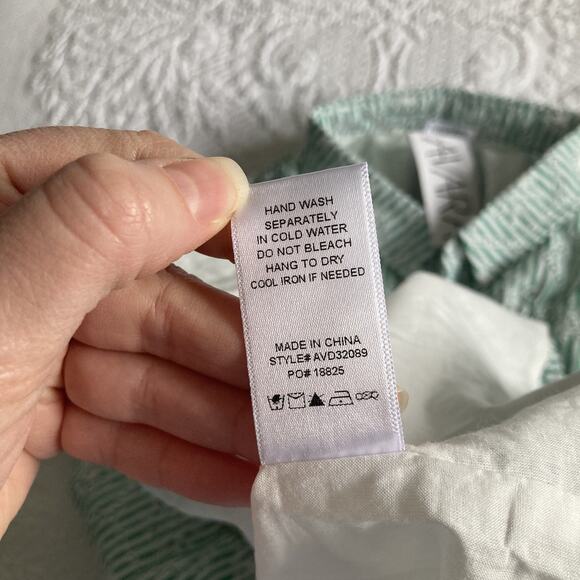 HAND WASH
SEPARATELY
IN COLD WATER
DO NOT BLEACH
HANG TO DRY
COOL IRON IF NEEDED
MADE IN CHINA
STYLE# AVD32089
PO# 18825
AVARA